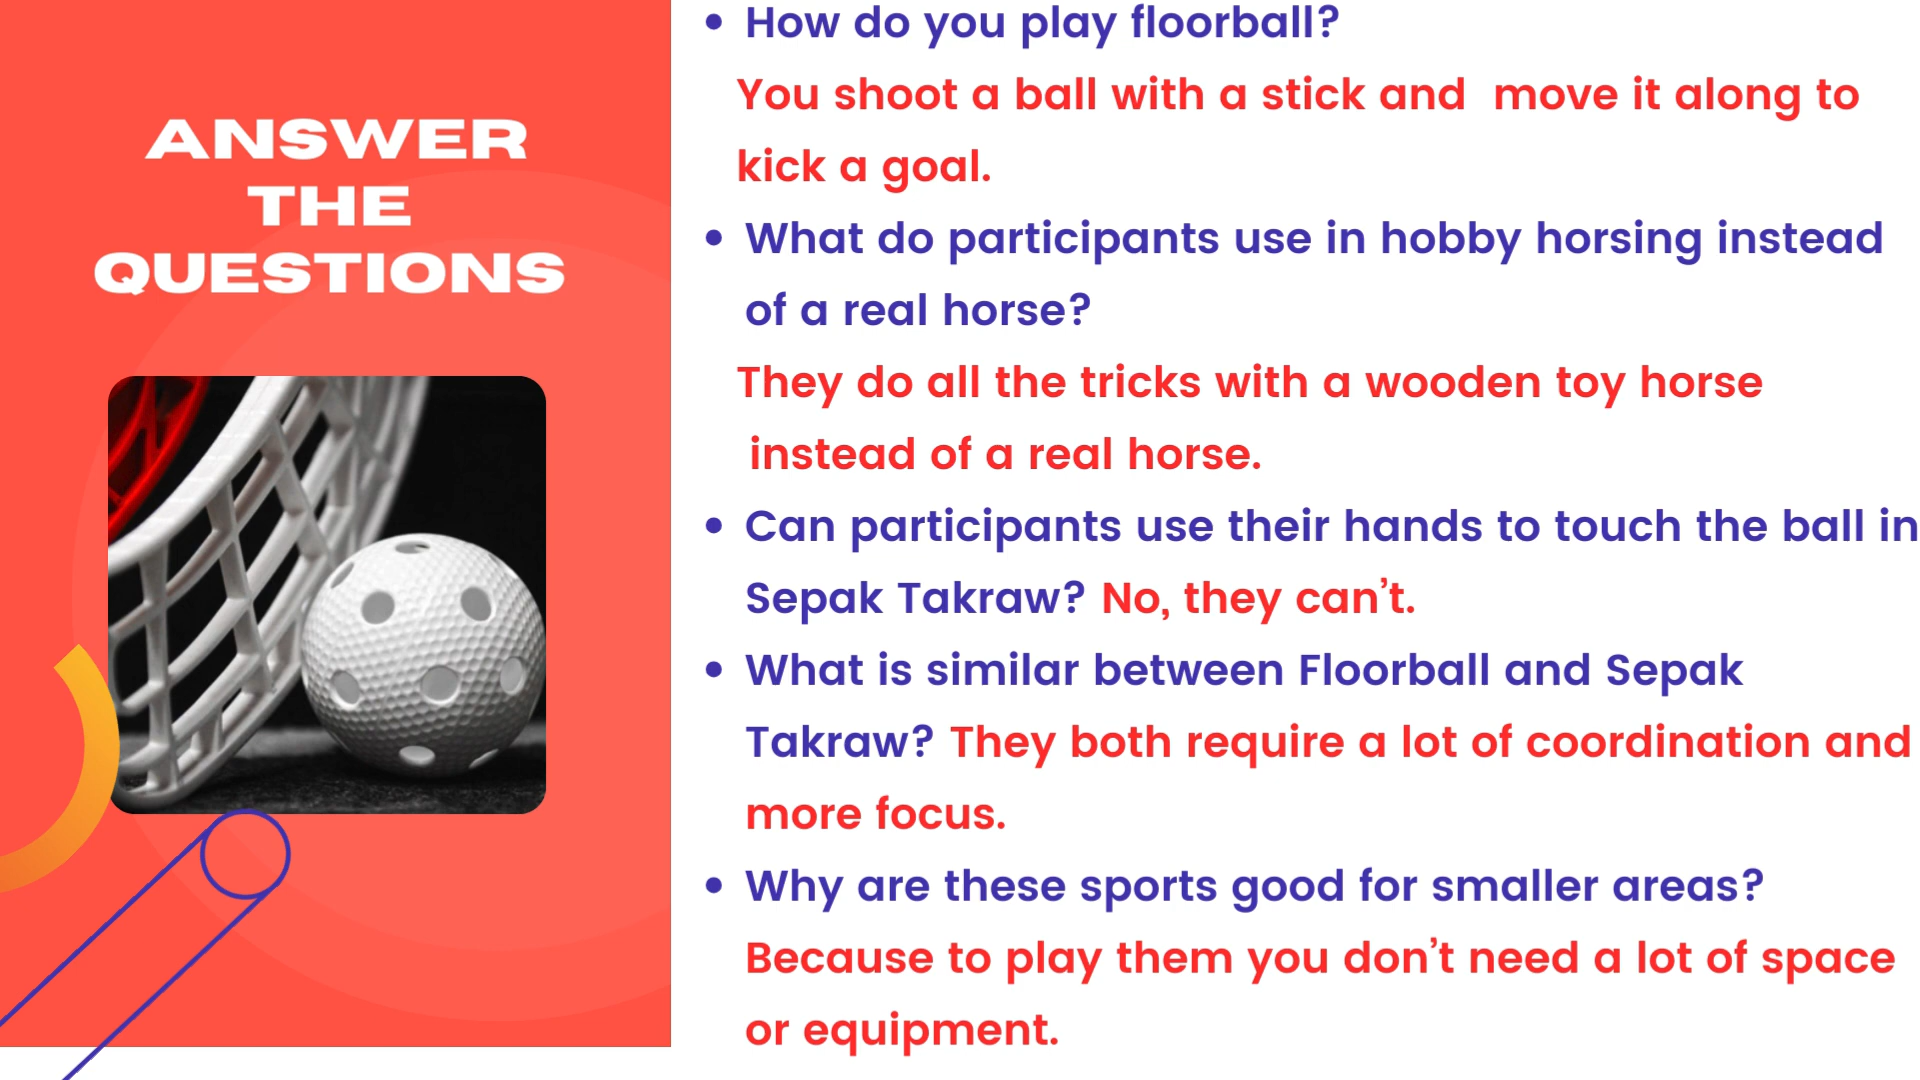 ANSWER
THE
QUESTIONS
• How do you play floorball?
You shoot a ball with a stick and  move it along to
kick a goal.
• What do participants use in hobby horsing instead
of a real horse?
They do all the tricks with a wooden toy horse
instead of a real horse.
• Can participants use their hands to touch the ball in
Sepak Takraw? No, they can’t.
• What is similar between Floorball and Sepak
Takraw? They both require a lot of coordination and
more focus.
• Why are these sports good for smaller areas?
Because to play them you don’t need a lot of space
or equipment.